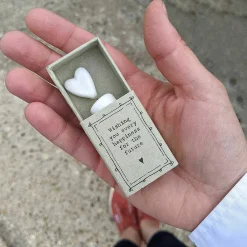 Wishing
you every
happiness
for the
future